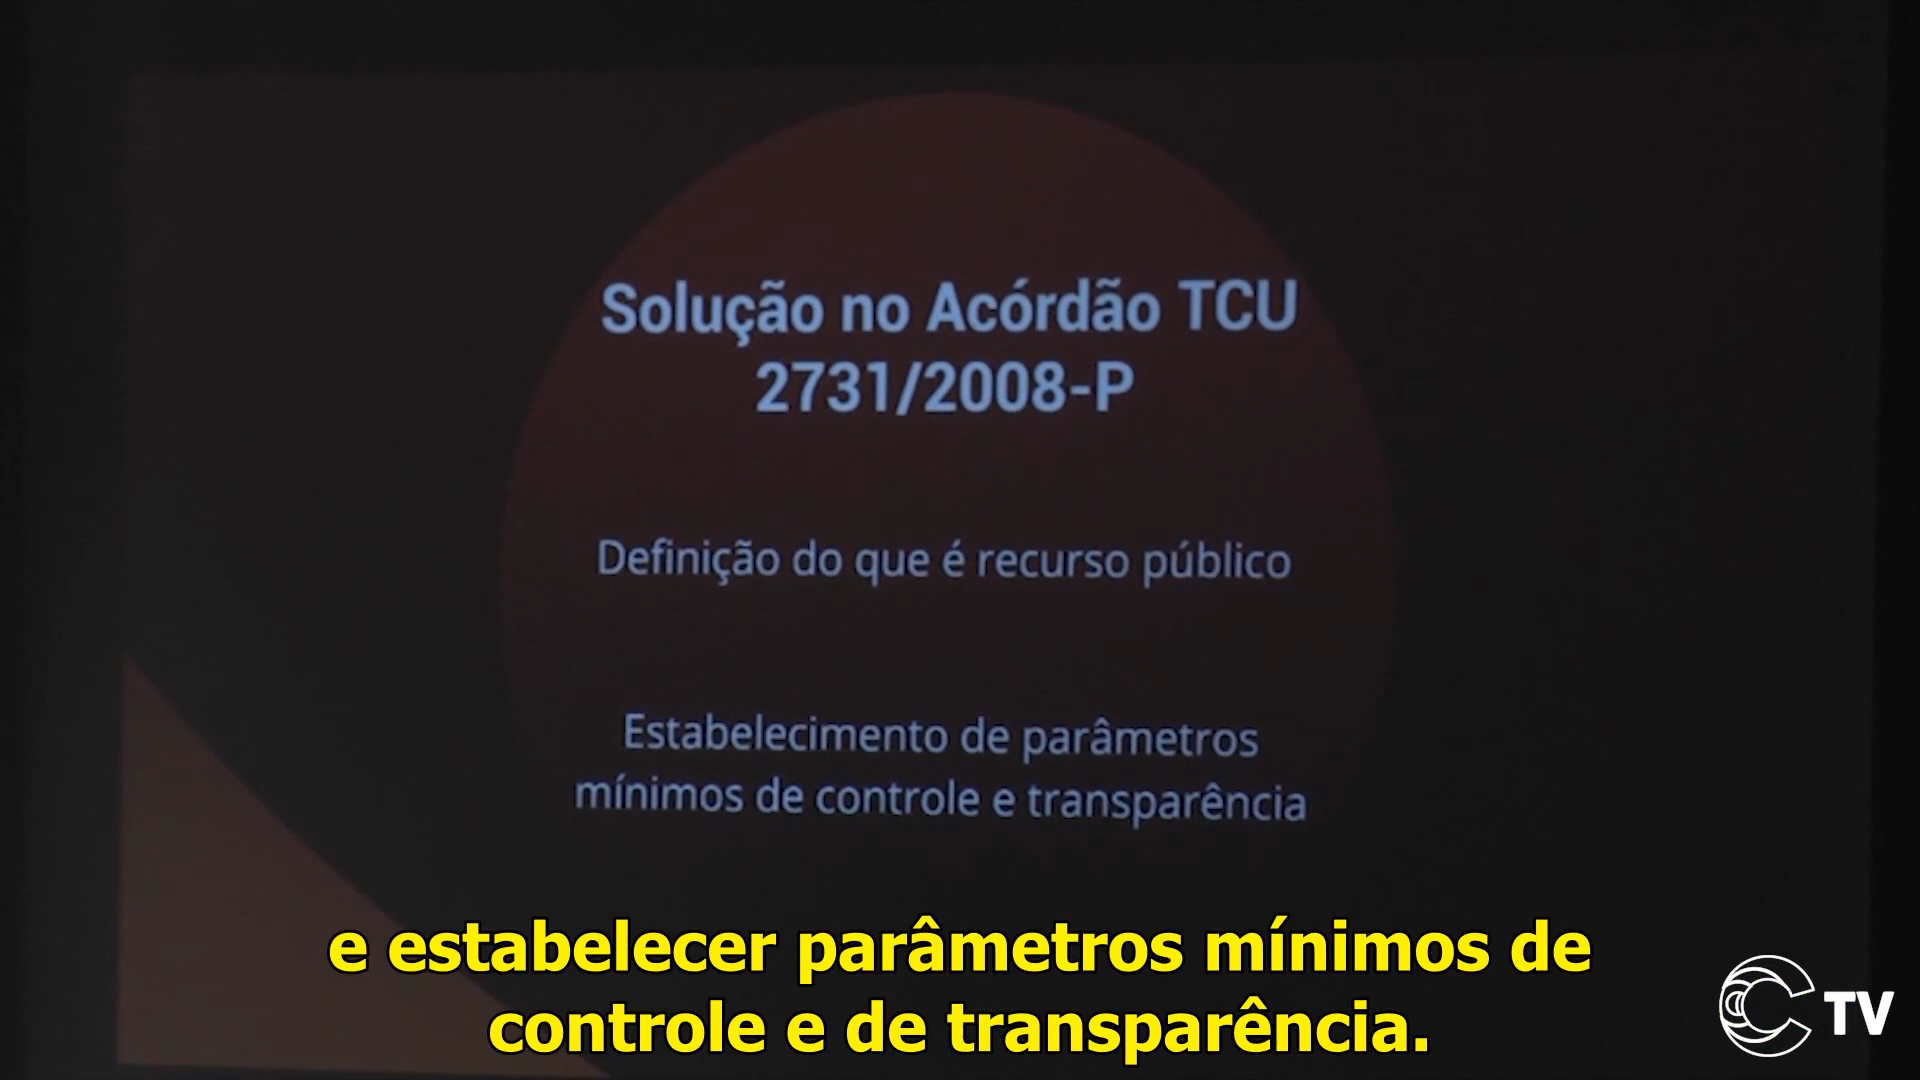 Solução no Acórdão TCU
2731/2008-P
Definição do que é recurso público
Estabelecimento de parâmetros
mínimos de controle e transparência
e estabelecer parâmetros mínimos de
controle e de transparência.
TV